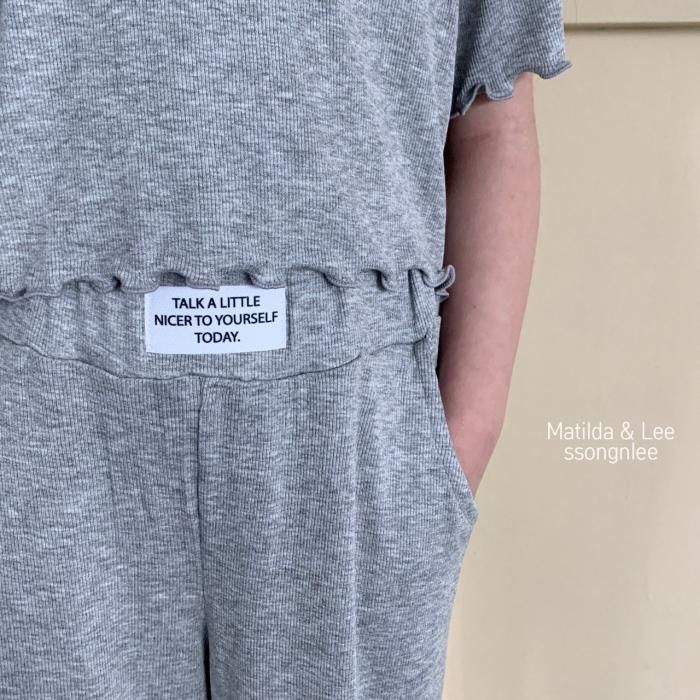 TALK A LITTLE
NICER TO YOURSELF
TODAY.
Matilda & Lee
ssongnlee